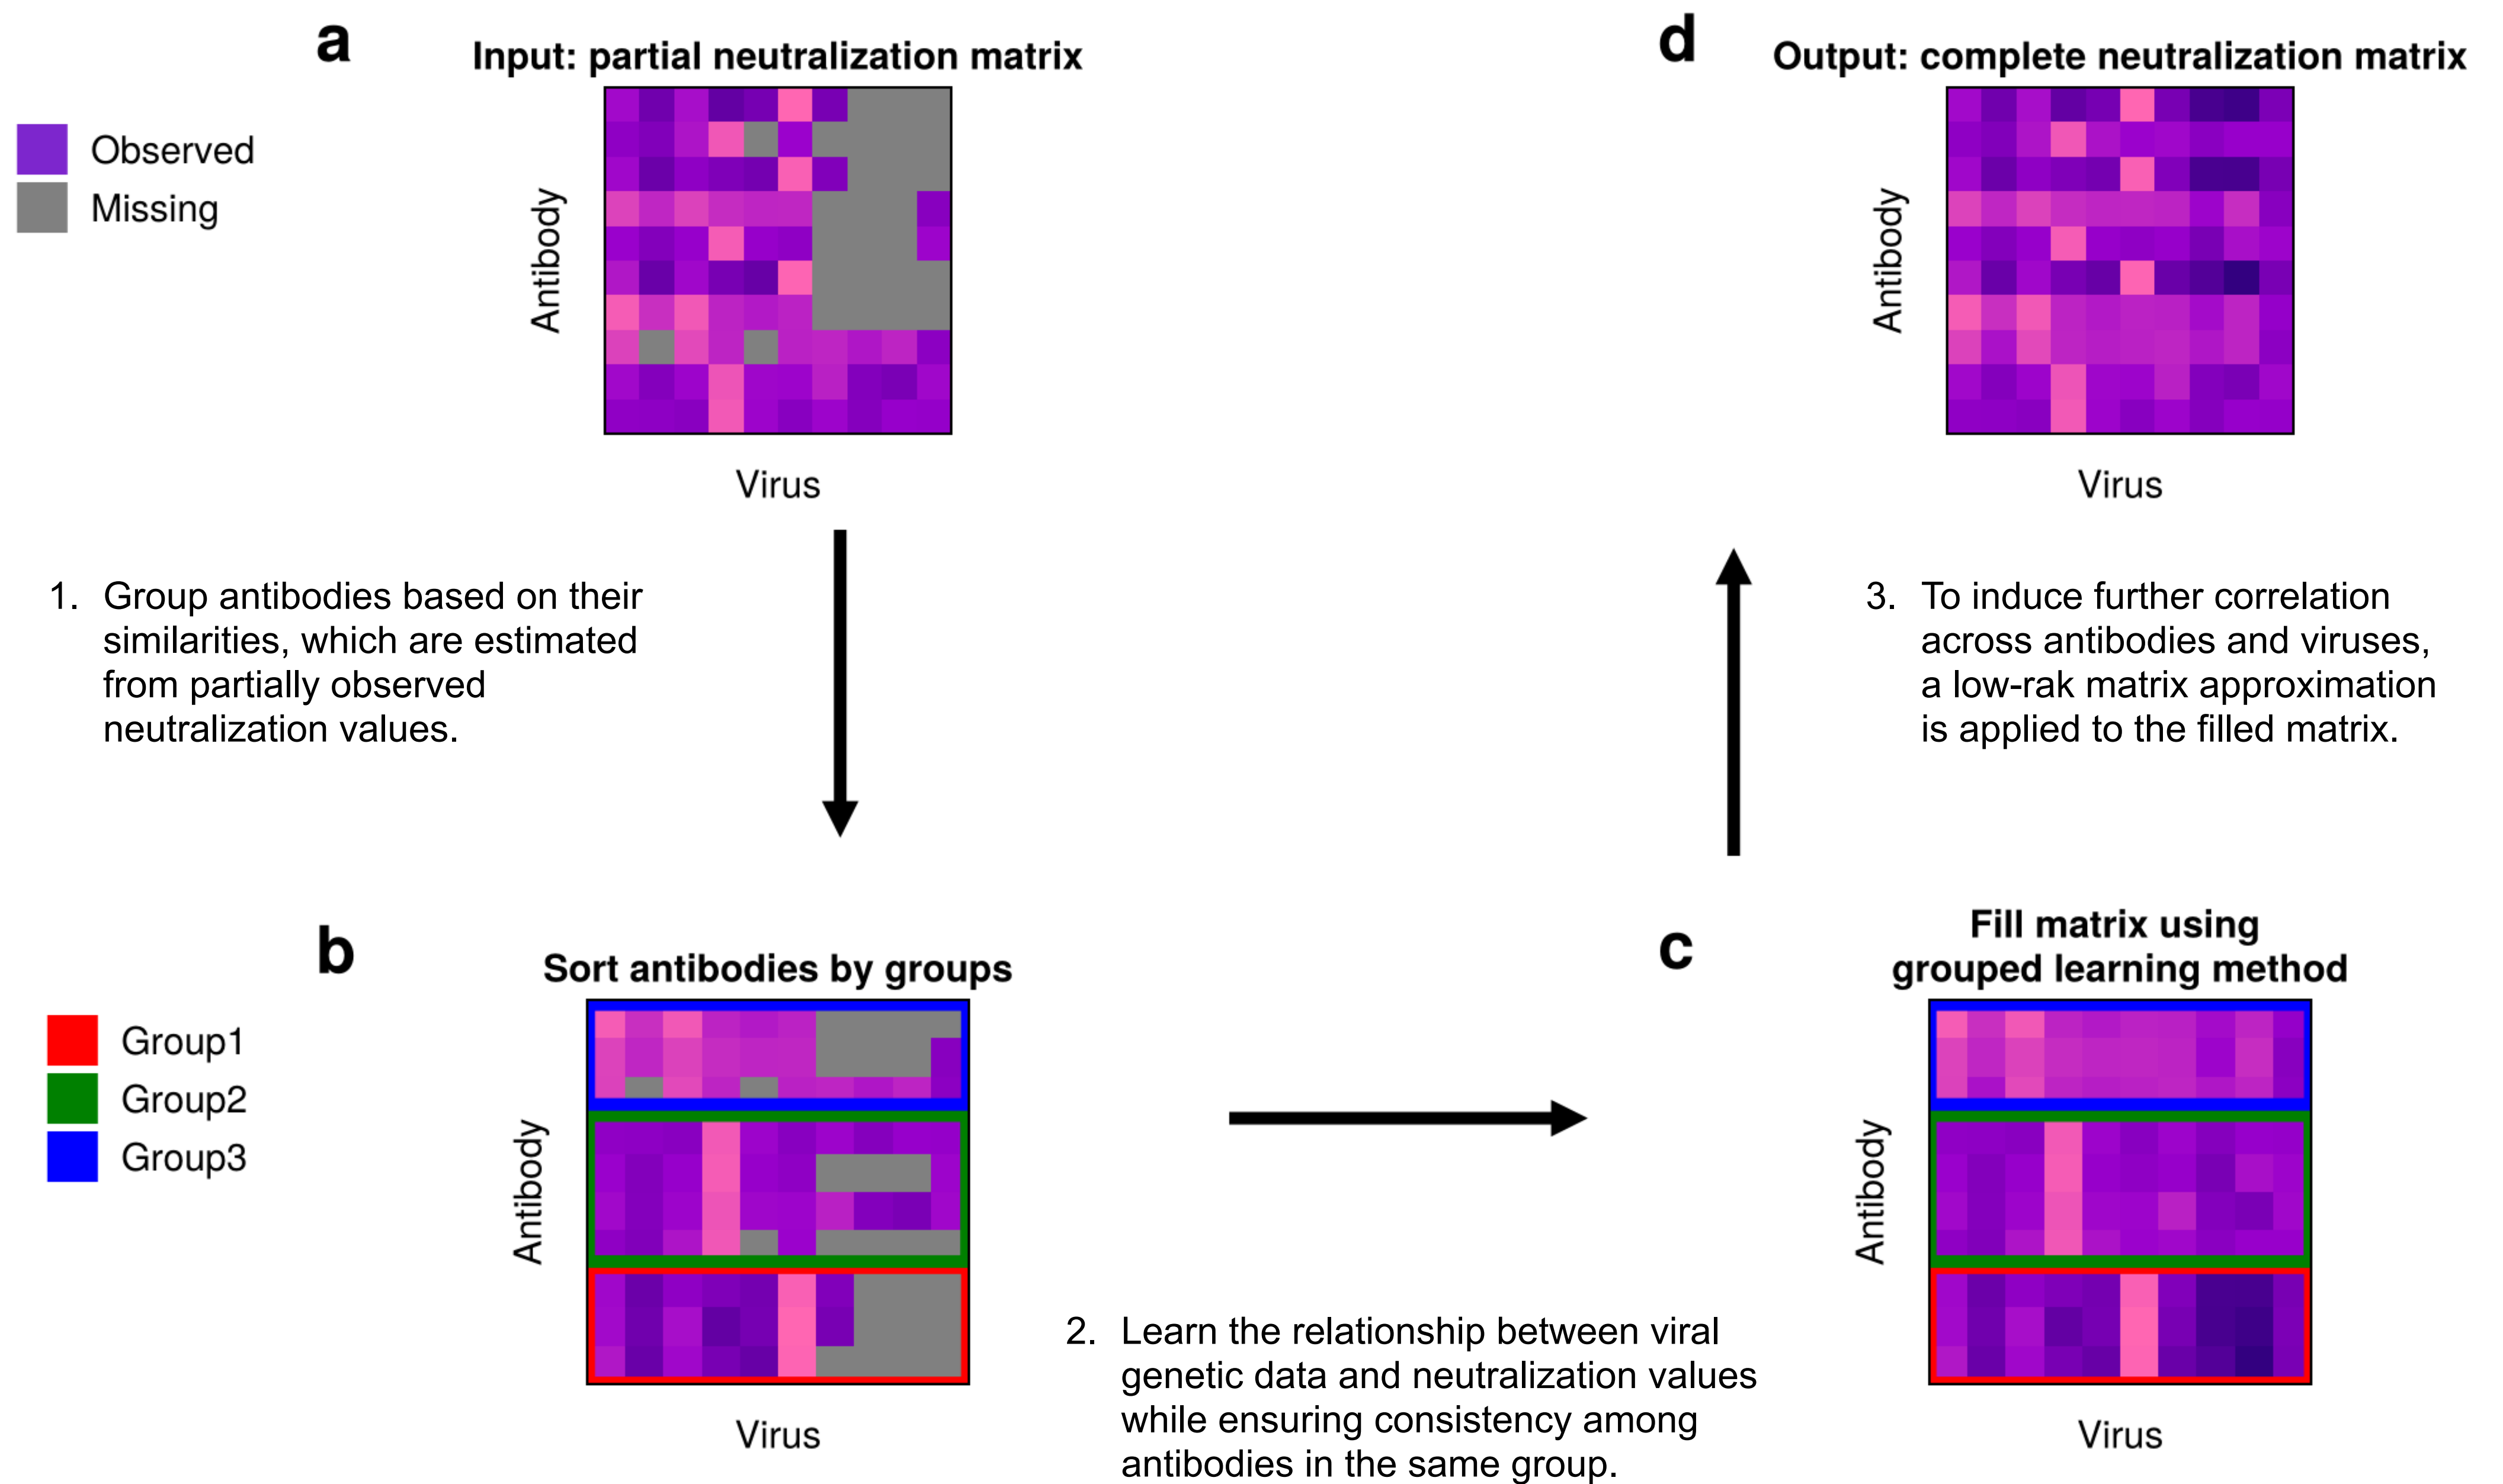 a
Input: partial neutralization matrix
Observed
Missing
Antibody
Virus
1. Group antibodies based on their
similarities, which are estimated
from partially observed
neutralization values.
b
Sort antibodies by groups
Group1
Group2
Group3
Antibody
Virus
2. Learn the relationship between viral
genetic data and neutralization values
while ensuring consistency among
antibodies in the same group.
c
Fill matrix using
grouped learning method
Antibody
Virus
3. To induce further correlation
across antibodies and viruses,
a low-rak matrix approximation
is applied to the filled matrix.
d
Output: complete neutralization matrix
Antibody
Virus